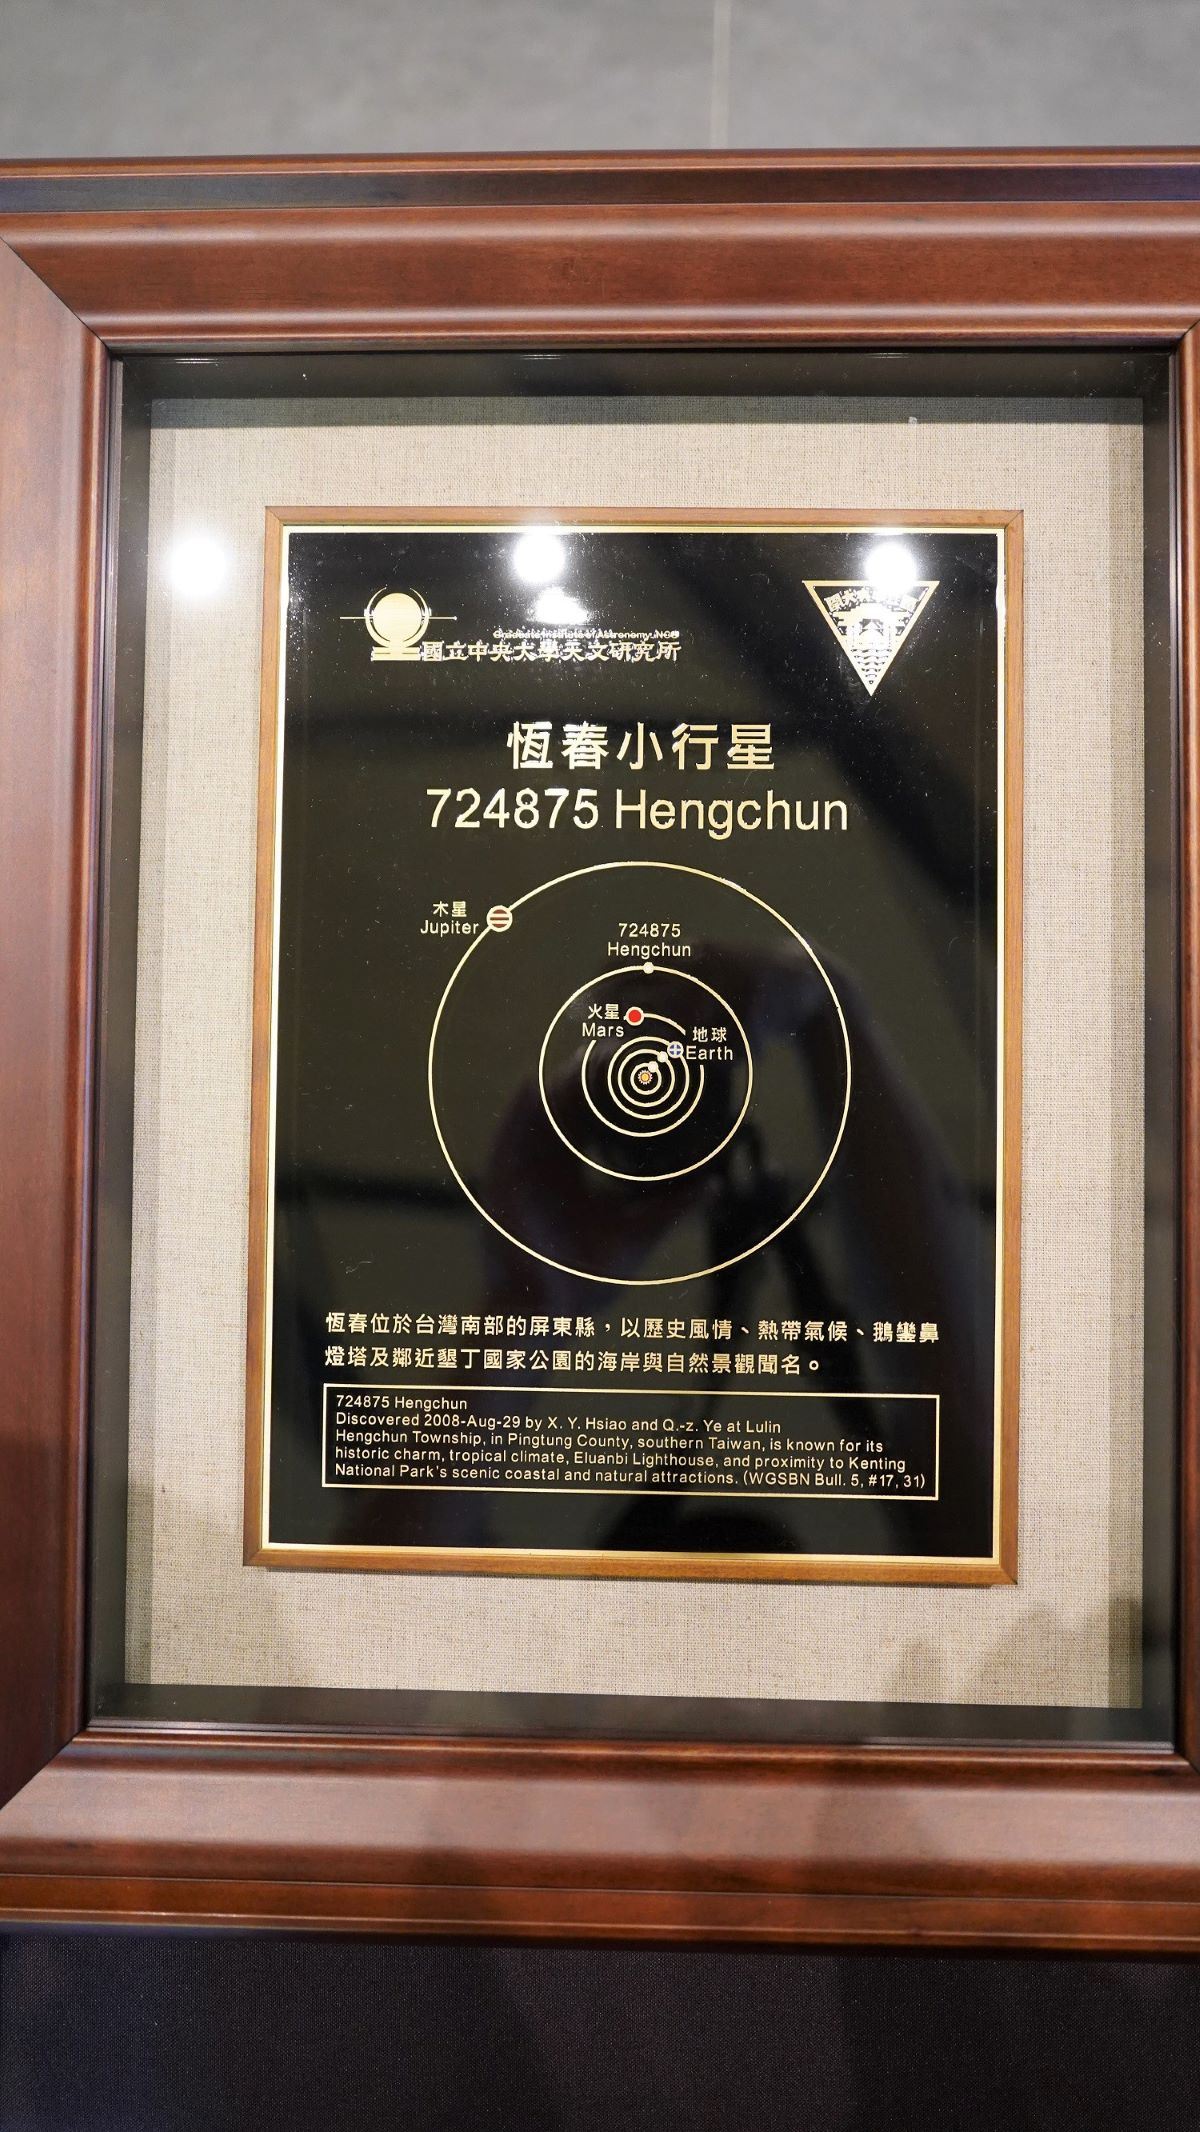 Graduate Institute of Astronomy, NCU
國立中央大學天文研究所
恆春小行星
724875 Hengchun
木星
Jupiter
724875
Hengchun
火星
Mars
地球
Earth
恆春位於台灣南部的屏東縣，以歷史風情、熱帶氣候、鵝鑾鼻
燈塔及鄰近墾丁國家公園的海岸與自然景觀聞名。
724875 Hengchun
Discovered 2008-Aug-29 by X. Y. Hsiao and Q.-z. Ye at Lulin
Hengchun Township, in Pingtung County, southern Taiwan, is known for its
historic charm, tropical climate, Eluanbi Lighthouse, and proximity to Kenting
National Park's scenic coastal and natural attractions. (WGSBN Bull. 5, #17, 31)